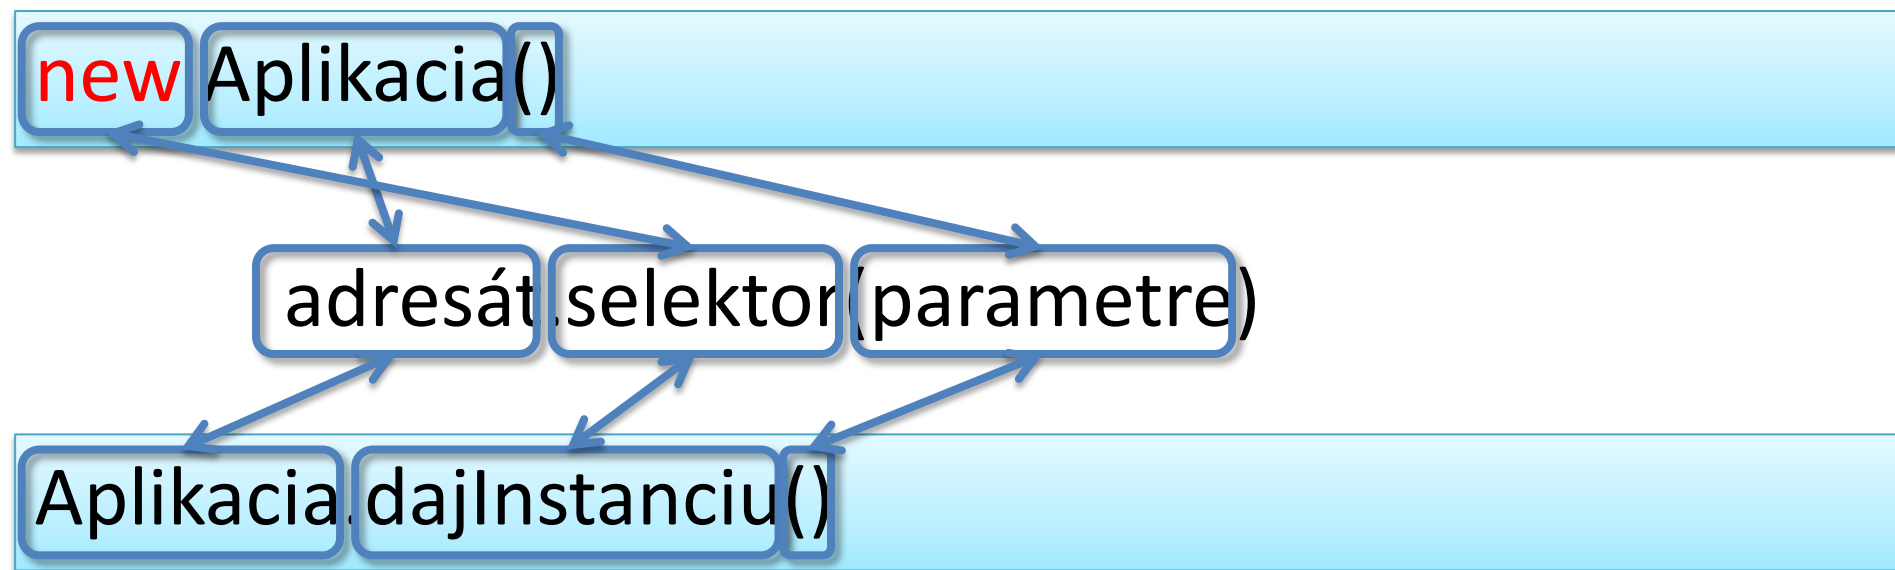 new Aplikacia()
adresát.selektor(parametre)
Aplikacia.dajInstanciu()